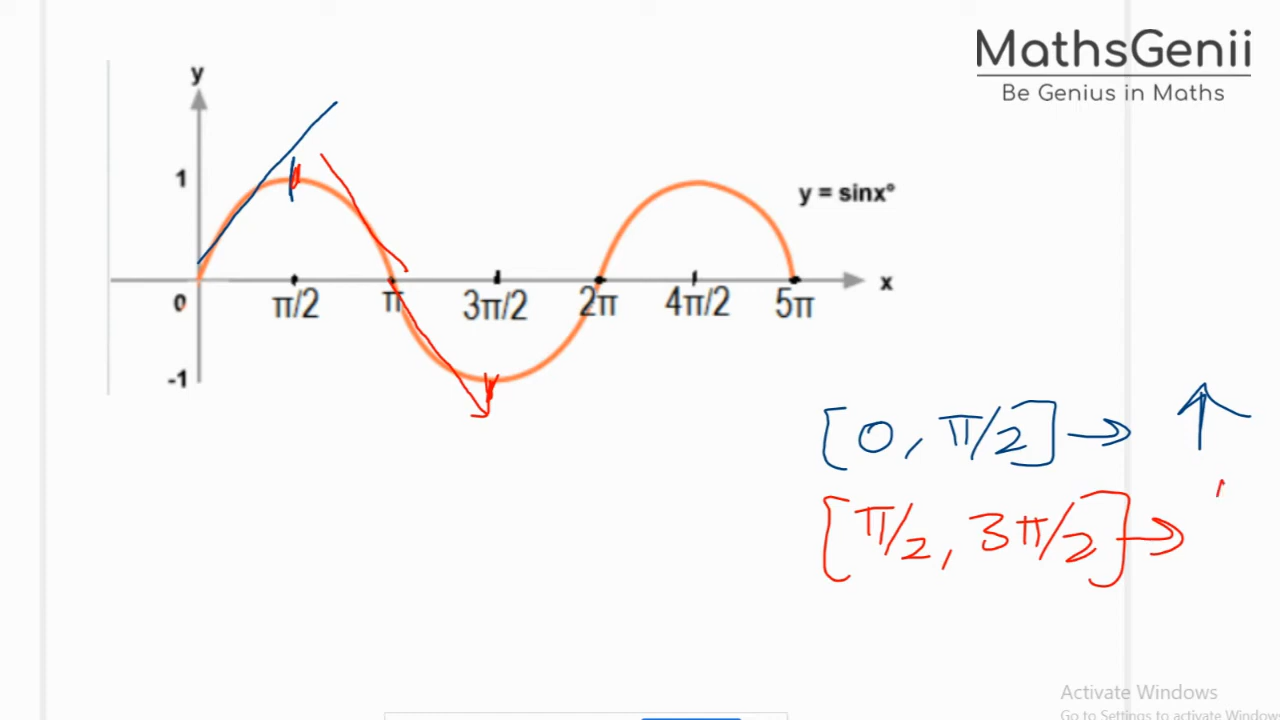 MathsGenii
Be Genius in Maths
y
1
y = sinx°
x
0
π/2
π
3π/2
2π
4π/2
5π
-1
[0, π/2] → ↑
[π/2, 3π/2] →
Activate Windows
Go to Settings to activate Windows